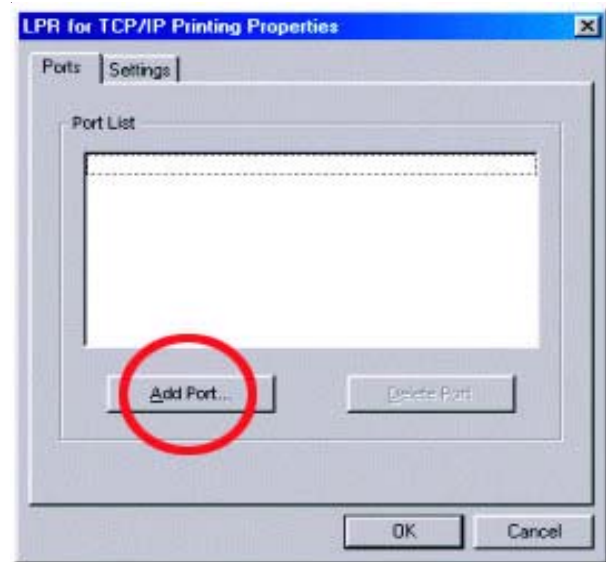 LPR for TCP/IP Printing Properties
Ports Settings
Port List
Add Port... Delete Port
OK Cancel